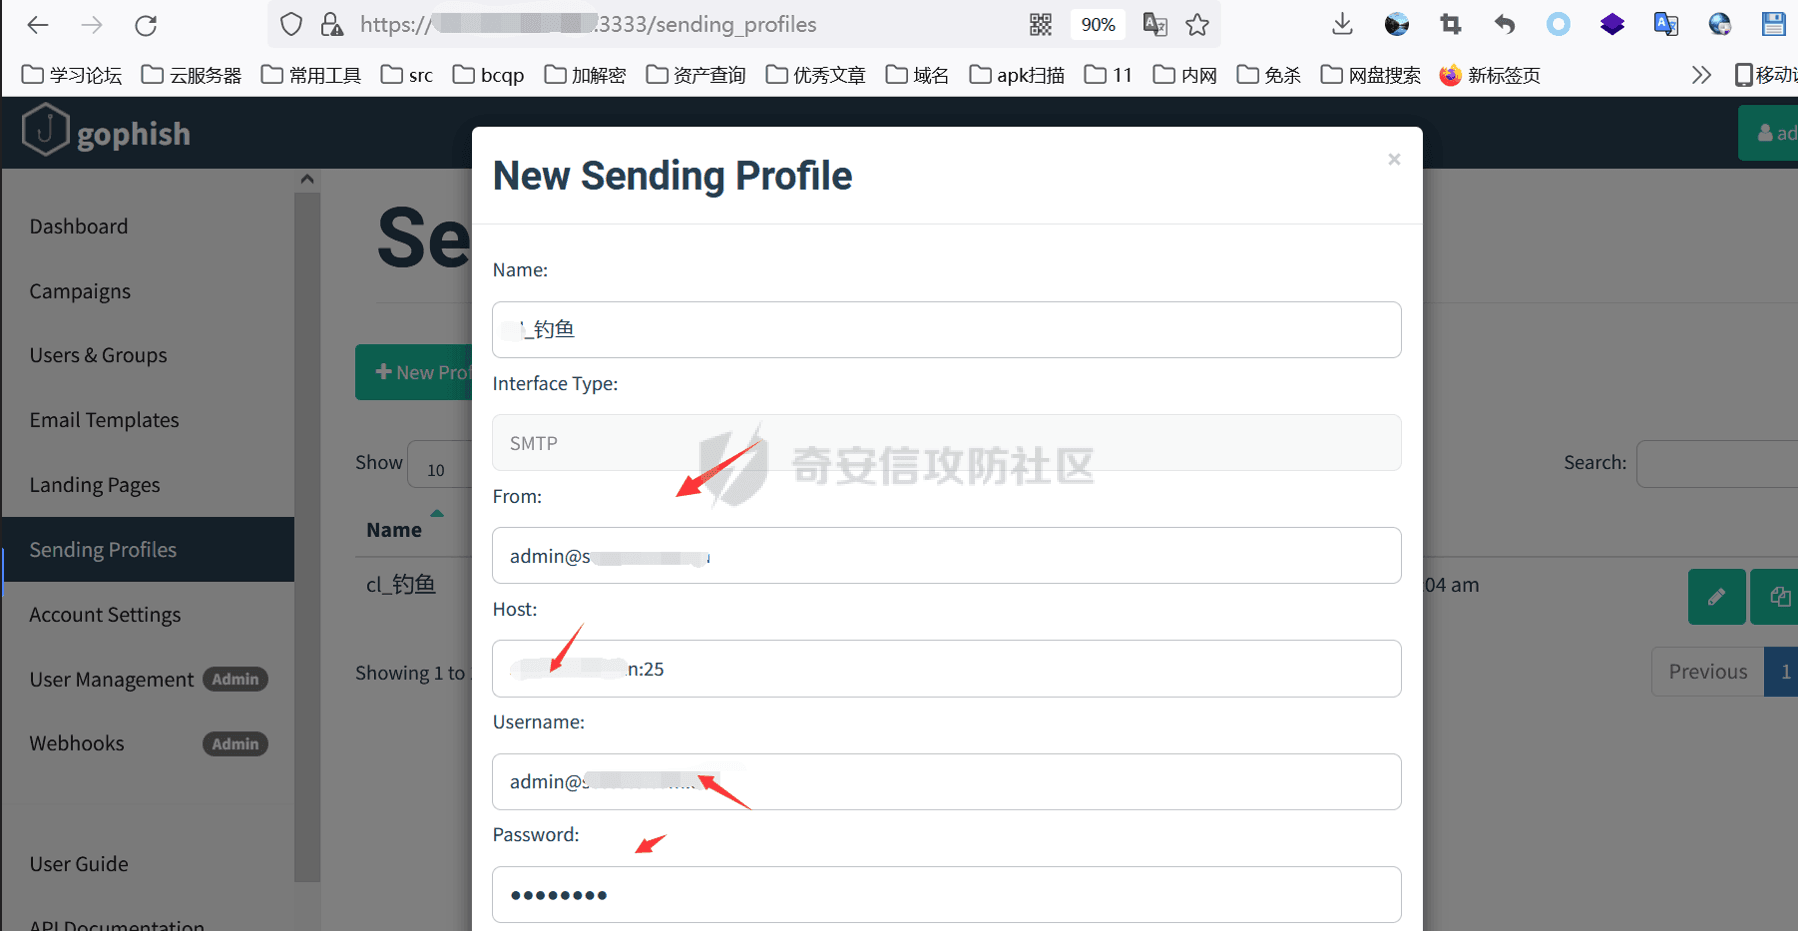 https://
:3333/sending_profiles
90%
学习论坛
云服务器
常用工具
src
bcqp
加解密
资产查询
优秀文章
域名
apk扫描
11
内网
免杀
网盘搜索
新标签页
移动
gophish
ad
Dashboard
Campaigns
Users & Groups
Email Templates
Landing Pages
Sending Profiles
Account Settings
User Management Admin
Webhooks Admin
User Guide
API Documentation
Se
New Prof
Show 10
Search:
Name
cl_钓鱼
:04 am
Showing 1 to
Previous 1
New Sending Profile
×
Name:
_钓鱼
Interface Type:
SMTP
奇安信攻防社区
From:
admin@s
Host:
n:25
Username:
admin@s
Password:
••••••••